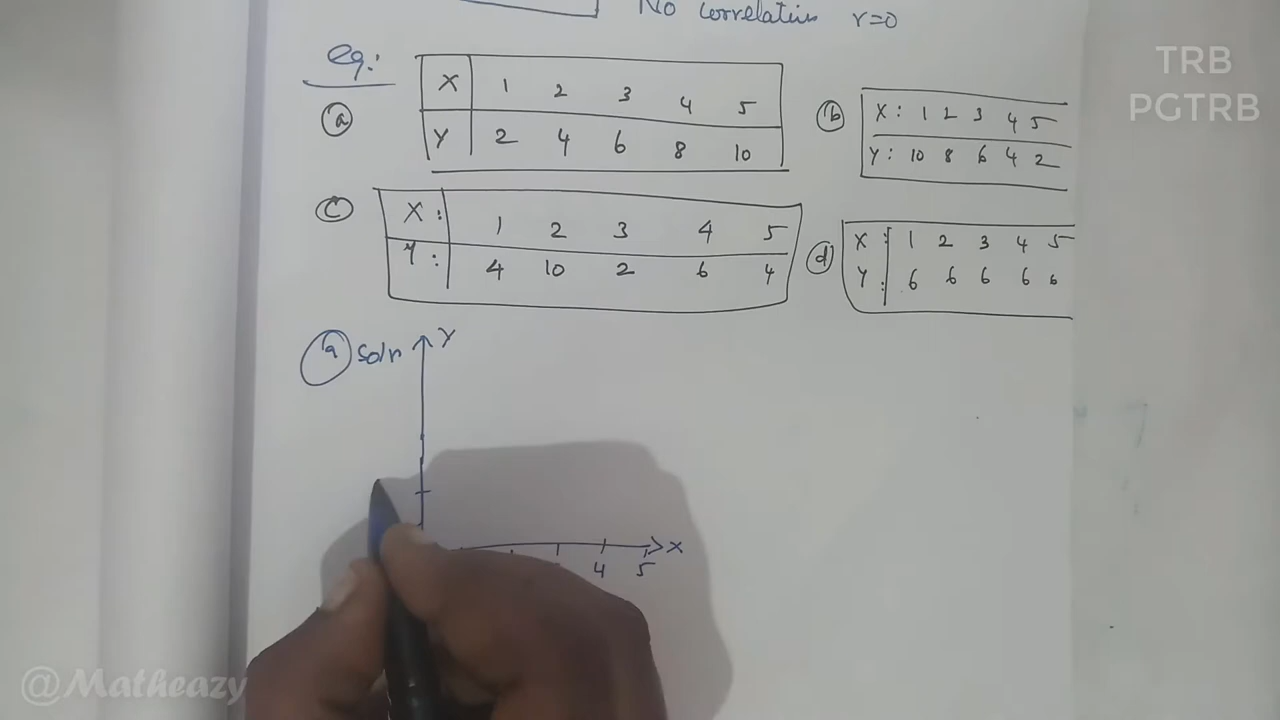 No correlation r=0
TRB
PGTRB
eg:
(a) X 1 2 3 4 5
Y 2 4 6 8 10
(b) X: 1 2 3 4 5
Y: 10 8 6 4 2
(c) X: 1 2 3 4 5
Y: 4 10 2 6 4
(d) X: 1 2 3 4 5
Y: 6 6 6 6 6
(a) Soln Y
X
4 5
@Matheazy